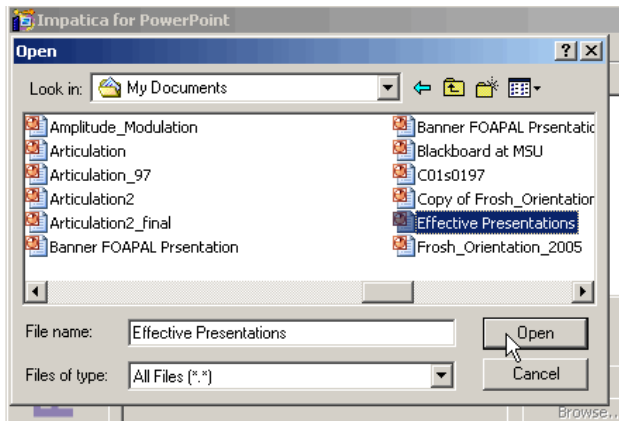 Impatica for PowerPoint
Open
Look in: My Documents
Amplitude_Modulation
Articulation
Articulation_97
Articulation2
Articulation2_final
Banner FOAPAL Prsentation
Banner FOAPAL Prsentatic
Blackboard at MSU
C01s0197
Copy of Frosh_Orientation
Effective Presentations
Frosh_Orientation_2005
File name: Effective Presentations Open
Files of type: All Files (*.*) Cancel
Browse..